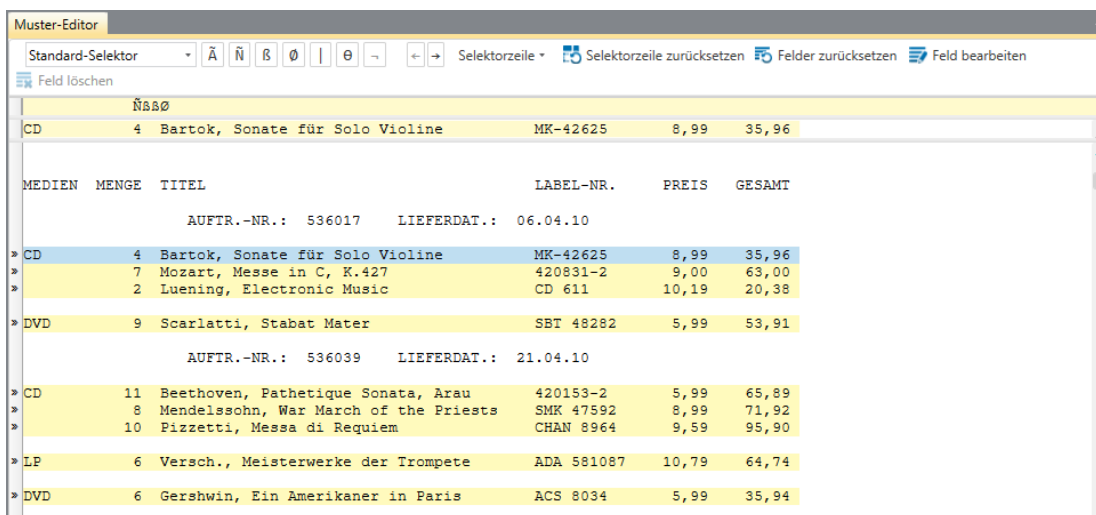 Muster-Editor
Standard-Selektor Ã Ñ ß Ø | θ ¬ ← → Selektorzeile Selektorzeile zurücksetzen Felder zurücksetzen Feld bearbeiten
Feld löschen
ÑßßØ
CD 4 Bartok, Sonate für Solo Violine MK-42625 8,99 35,96
MEDIEN MENGE TITEL LABEL-NR. PREIS GESAMT
AUFTR.-NR.: 536017 LIEFERDAT.: 06.04.10
» CD 4 Bartok, Sonate für Solo Violine MK-42625 8,99 35,96
» 7 Mozart, Messe in C, K.427 420831-2 9,00 63,00
» 2 Luening, Electronic Music CD 611 10,19 20,38
» DVD 9 Scarlatti, Stabat Mater SBT 48282 5,99 53,91
AUFTR.-NR.: 536039 LIEFERDAT.: 21.04.10
» CD 11 Beethoven, Pathetique Sonata, Arau 420153-2 5,99 65,89
» 8 Mendelssohn, War March of the Priests SMK 47592 8,99 71,92
» 10 Pizzetti, Messa di Requiem CHAN 8964 9,59 95,90
» LP 6 Versch., Meisterwerke der Trompete ADA 581087 10,79 64,74
» DVD 6 Gershwin, Ein Amerikaner in Paris ACS 8034 5,99 35,94